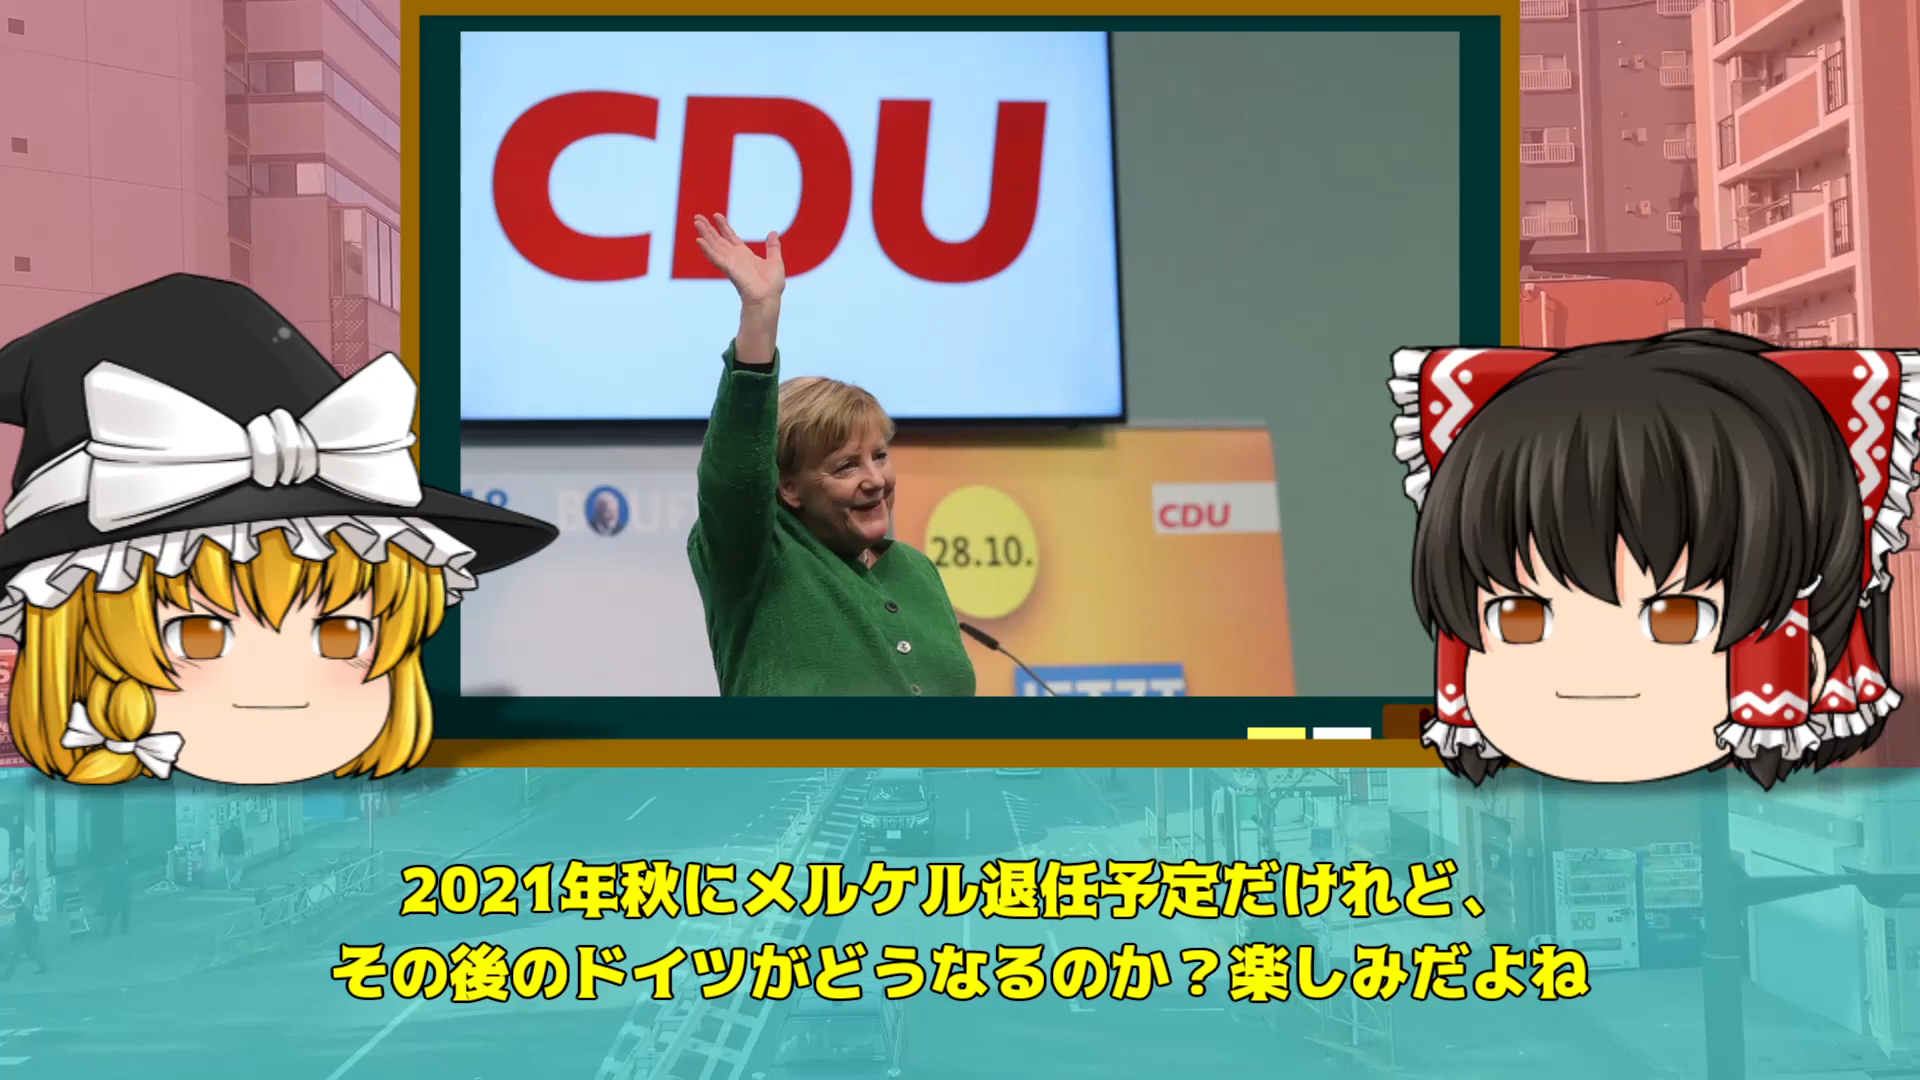 CDU
28.10.
CDU
JETZT
2021年秋にメルケル退任予定だけれど、
その後のドイツがどうなるのか？楽しみだよね